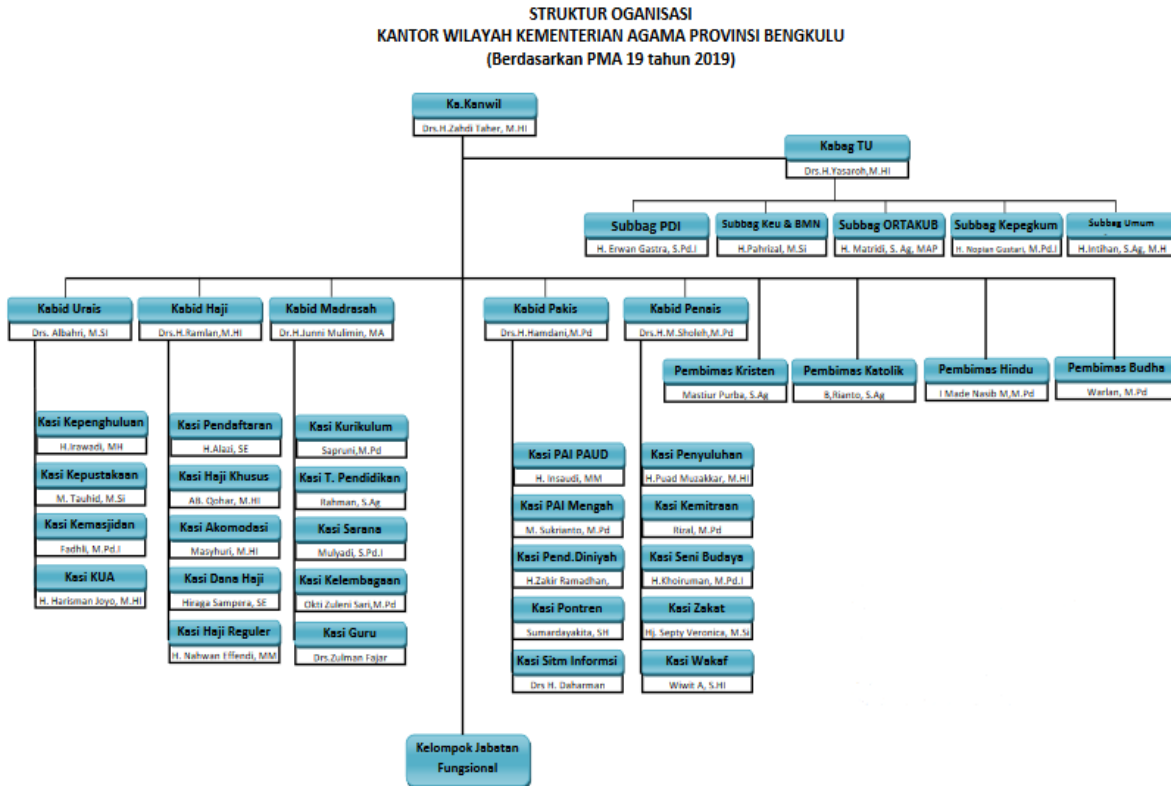 STRUKTUR OGANISASI
KANTOR WILAYAH KEMENTERIAN AGAMA PROVINSI BENGKULU
(Berdasarkan PMA 19 tahun 2019)
Ka.Kanwil
Drs.H.Zahdi Taher, M.HI
Kabag TU
Drs.H.Yasaroh,M.HI
Subbag PDI
H. Erwan Gastra, S.Pd.I
Subbag Keu & BMN
H.Pahrizal, M.Si
Subbag ORTAKUB
H. Matridi, S. Ag, MAP
Subbag Kepegkum
H. Nopian Gustari, M.Pd.I
Subbag Umum
H.Intihan, S.Ag, M.H
Kabid Urais
Drs. Albahri, M.SI
Kabid Haji
Drs.H.Ramlan,M.HI
Kabid Madrasah
Dr.H.Junni Mulimin, MA
Kabid Pakis
Drs.H.Hamdani,M.Pd
Kabid Penais
Drs.H.M.Sholeh,M.Pd
Pembimas Kristen
Mastiur Purba, S.Ag
Pembimas Katolik
B,Rianto, S.Ag
Pembimas Hindu
I Made Nasib M,M.Pd
Pembimas Budha
Warlan, M.Pd
Kasi Kepenghuluan
H.Irawadi, MH
Kasi Kepustakaan
M. Tauhid, M.Si
Kasi Kemasjidan
Fadhli, M.Pd.I
Kasi KUA
H. Harisman Joyo, M.HI
Kasi Pendaftaran
H.Alazi, SE
Kasi Haji Khusus
AB. Qohar, M.HI
Kasi Akomodasi
Masyhuri, M.HI
Kasi Dana Haji
Hiraga Sampera, SE
Kasi Haji Reguler
H. Nahwan Effendi, MM
Kasi Kurikulum
Sapruni,M.Pd
Kasi T. Pendidikan
Rahman, S.Ag
Kasi Sarana
Mulyadi, S.Pd.I
Kasi Kelembagaan
Okti Zuleni Sari,M.Pd
Kasi Guru
Drs.Zulman Fajar
Kasi PAI PAUD
H. Insaudi, MM
Kasi PAI Mengah
M. Sukrianto, M.Pd
Kasi Pend.Diniyah
H.Zakir Ramadhan,
Kasi Pontren
Sumardayakita, SH
Kasi Sitm Informsi
Drs H. Daharman
Kasi Penyuluhan
H.Puad Muzakkar, M.HI
Kasi Kemitraan
Rizal, M.Pd
Kasi Seni Budaya
H.Khoiruman, M.Pd.I
Kasi Zakat
Hj. Septy Veronica, M.Si
Kasi Wakaf
Wiwit A, S.HI
Kelompok Jabatan
Fungsional